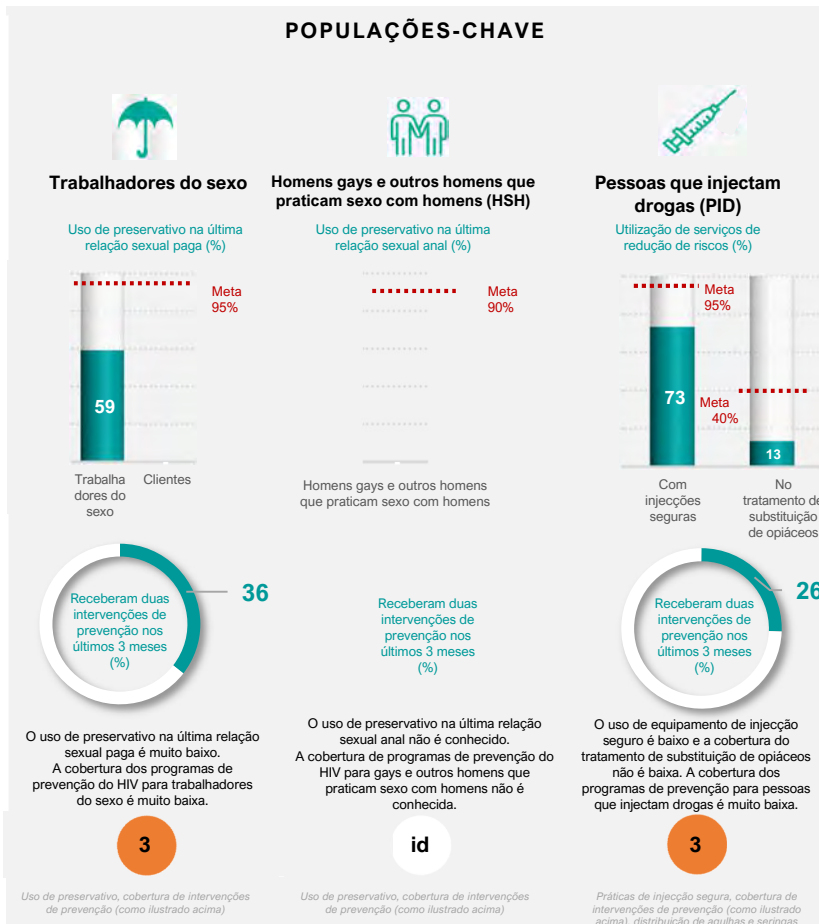 POPULAÇÕES-CHAVE
Trabalhadores do sexo
Uso de preservativo na última
relação sexual paga (%)
Meta
95%
59
Trabalha
dores do
sexo
Clientes
Receberam duas
intervenções de
prevenção nos
últimos 3 meses
(%)
36
O uso de preservativo na última relação
sexual paga é muito baixo.
A cobertura dos programas de
prevenção do HIV para trabalhadores
do sexo é muito baixa.
3
Uso de preservativo, cobertura de intervenções
de prevenção (como ilustrado acima)
Homens gays e outros homens que
praticam sexo com homens (HSH)
Uso de preservativo na última
relação sexual anal (%)
Meta
90%
Homens gays e outros homens
que praticam sexo com homens
Receberam duas
intervenções de
prevenção nos
últimos 3 meses
(%)
O uso de preservativo na última relação
sexual anal não é conhecido.
A cobertura de programas de prevenção do
HIV para gays e outros homens que
praticam sexo com homens não é
conhecida.
id
Uso de preservativo, cobertura de intervenções
de prevenção (como ilustrado acima)
Pessoas que injectam
drogas (PID)
Utilização de serviços de
redução de riscos (%)
Meta
95%
73
Meta
40%
13
Com
injecções
seguras
No
tratamento de
substituição
de opiáceos
Receberam duas
intervenções de
prevenção nos
últimos 3 meses
(%)
26
O uso de equipamento de injecção
seguro é baixo e a cobertura do
tratamento de substituição de opiáceos
não é baixa. A cobertura dos
programas de prevenção para pessoas
que injectam drogas é muito baixa.
3
Práticas de injecção segura, cobertura de
intervenções de prevenção (como ilustrado
acima), distribuição de agulhas e seringas